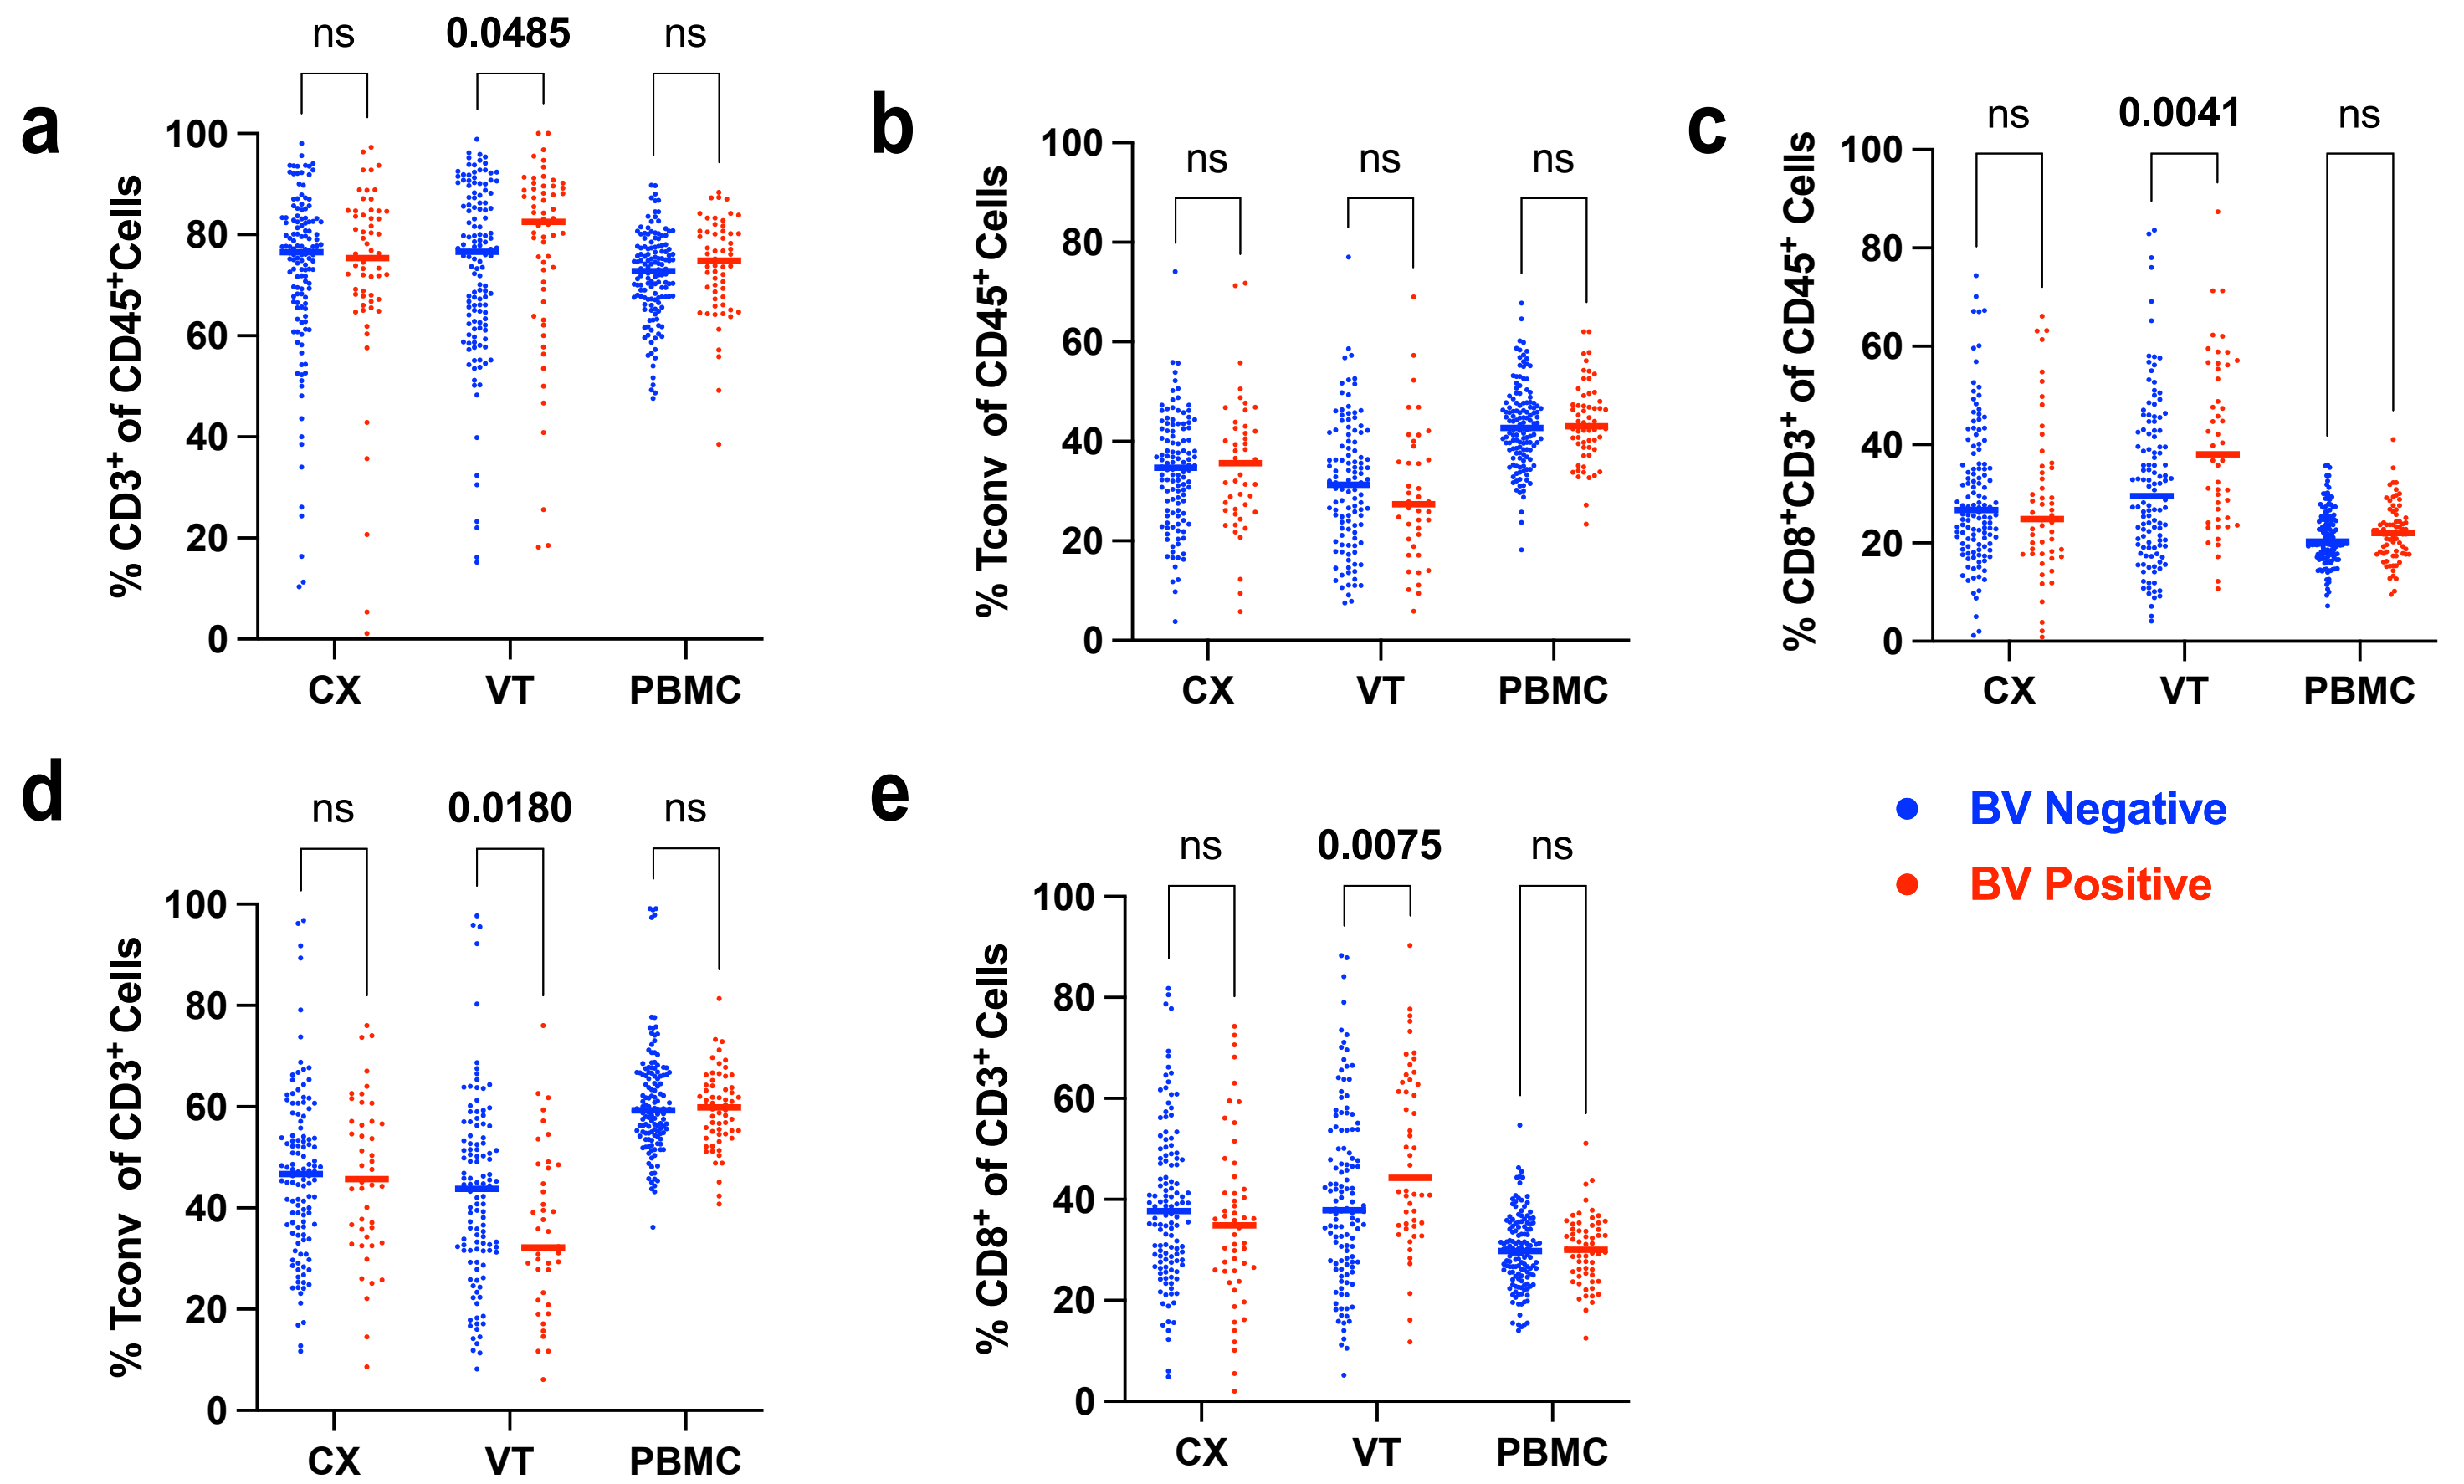 a
ns 0.0485 ns
% CD3⁺ of CD45⁺Cells
100
80
60
40
20
0
CX VT PBMC
b
ns ns ns
% Tconv of CD45⁺ Cells
100
80
60
40
20
0
CX VT PBMC
c
ns 0.0041 ns
% CD8⁺CD3⁺ of CD45⁺ Cells
100
80
60
40
20
0
CX VT PBMC
d
ns 0.0180 ns
% Tconv of CD3⁺ Cells
100
80
60
40
20
0
CX VT PBMC
e
ns 0.0075 ns
% CD8⁺ of CD3⁺ Cells
100
80
60
40
20
0
CX VT PBMC
BV Negative
BV Positive